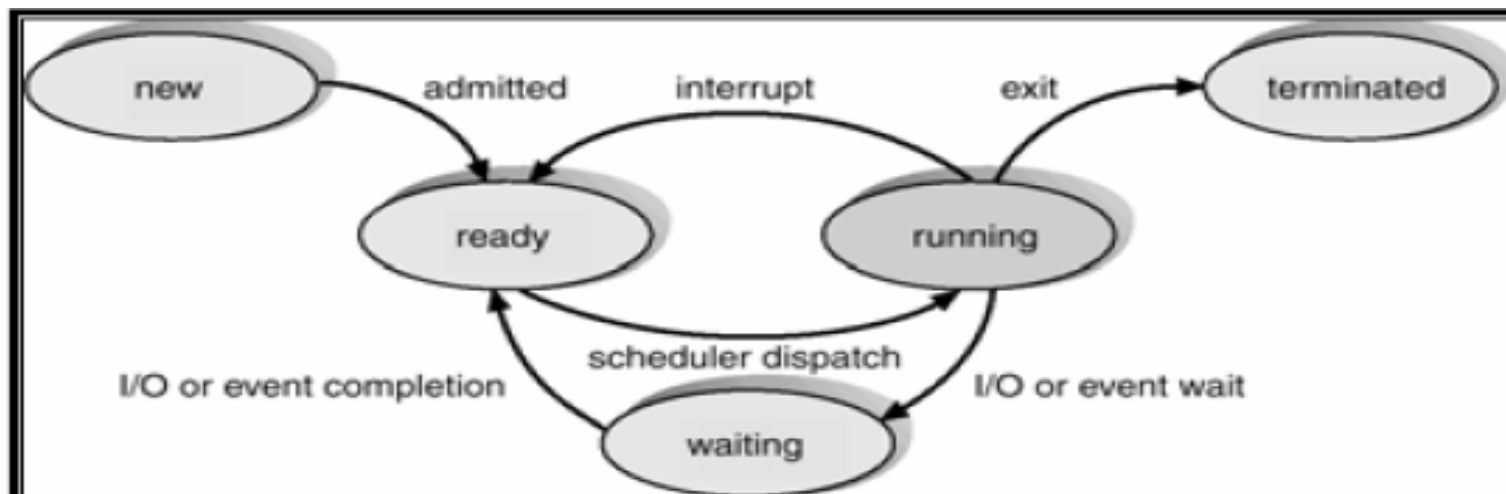 new
admitted
interrupt
exit
terminated
ready
running
scheduler dispatch
I/O or event completion
I/O or event wait
waiting